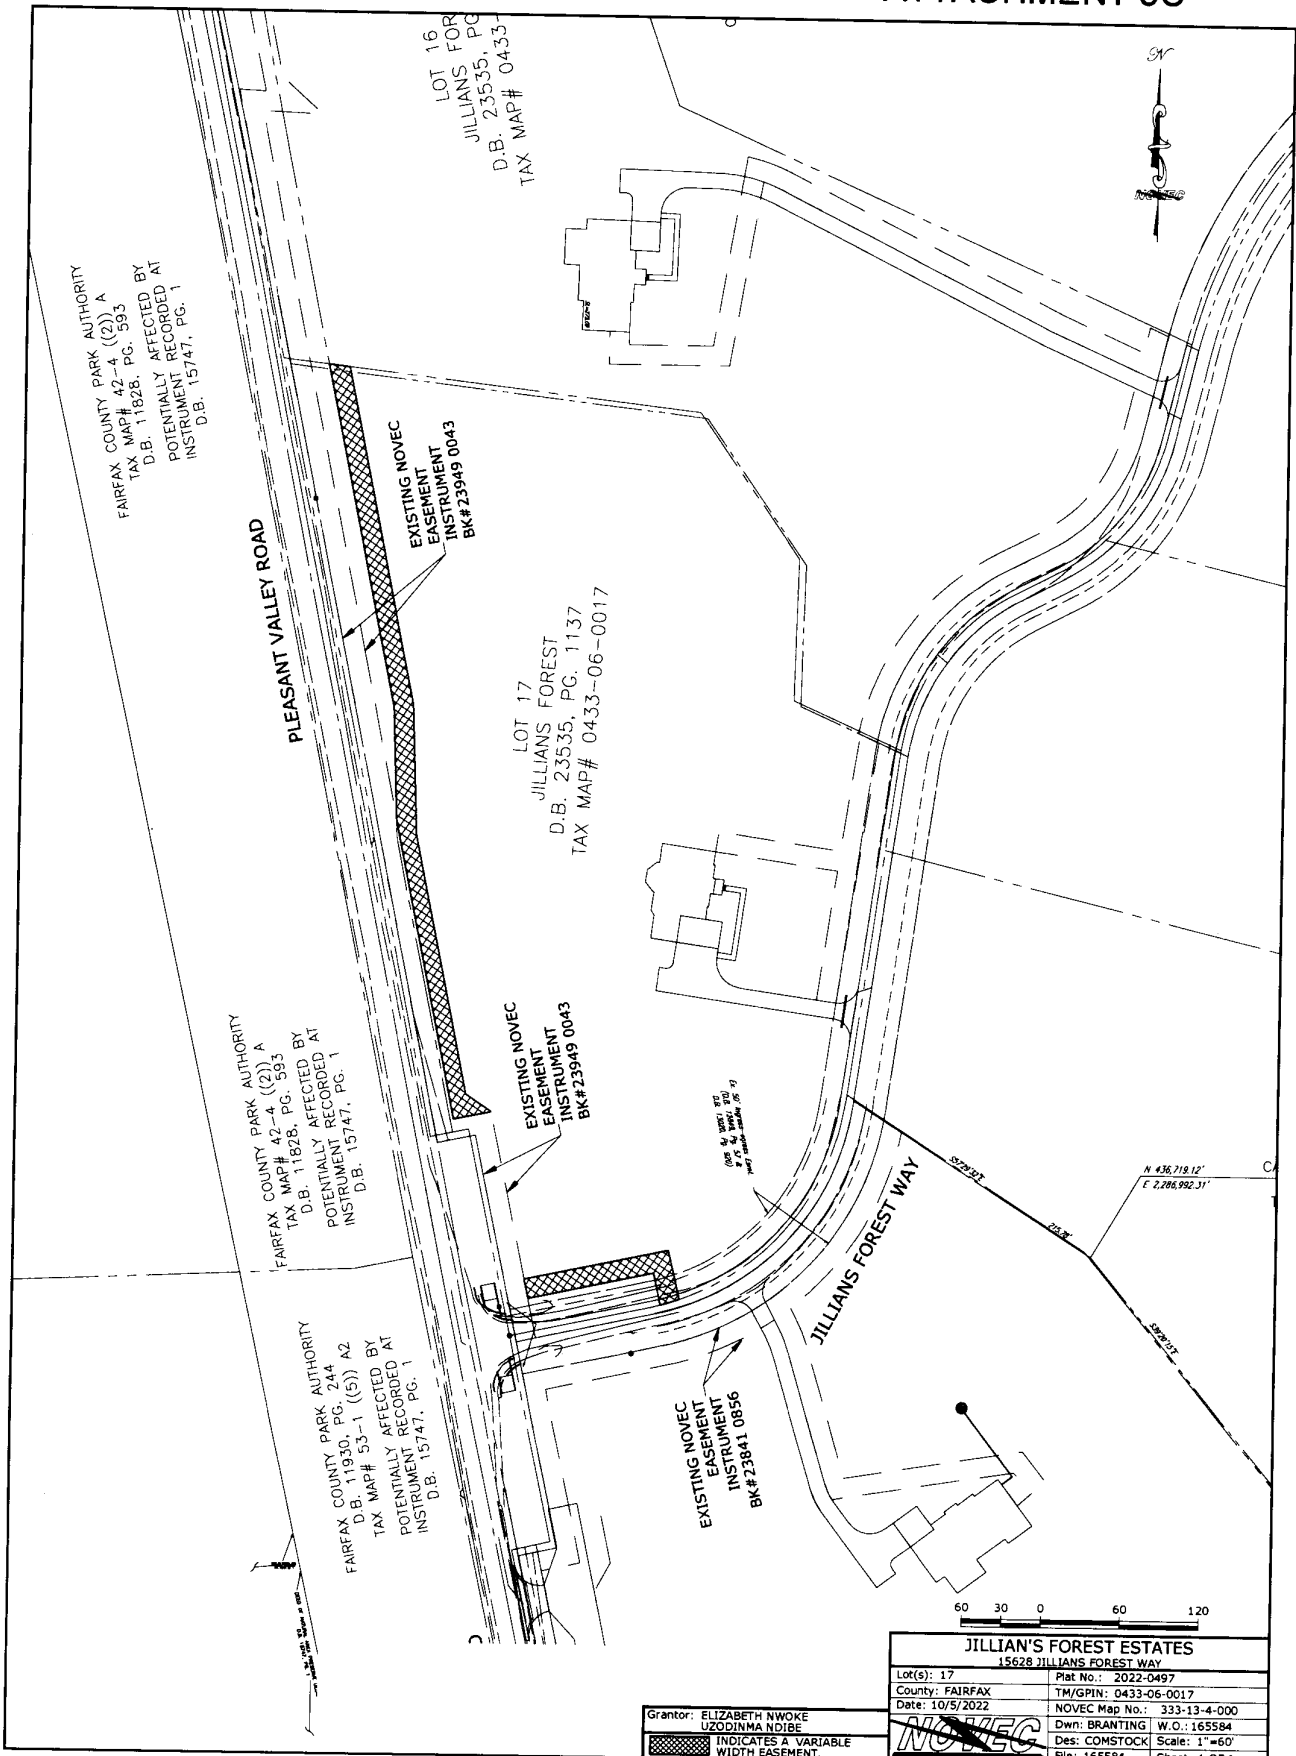 LOT 16
JILLIANS FOR
D.B. 23535, PG
TAX MAP# 0433-
N
NOVEC
FAIRFAX COUNTY PARK AUTHORITY
TAX MAP# 42-4 ((2)) A
D.B. 11828, PG. 593
POTENTIALLY AFFECTED BY
INSTRUMENT RECORDED AT
D.B. 15747, PG. 1
PLEASANT VALLEY ROAD
EXISTING NOVEC
EASEMENT
INSTRUMENT
BK#23949 0043
LOT 17
JILLIANS FOREST
D.B. 23535, PG. 1137
TAX MAP# 0433-06-0017
FAIRFAX COUNTY PARK AUTHORITY
TAX MAP# 42-4 ((2)) A
D.B. 11828, PG. 593
POTENTIALLY AFFECTED BY
INSTRUMENT RECORDED AT
D.B. 15747, PG. 1
EXISTING NOVEC
EASEMENT
INSTRUMENT
BK#23949 0043
N 436,719.12'
E 2,286,992.31'
215.78'
JILLIANS FOREST WAY
FAIRFAX COUNTY PARK AUTHORITY
D.B. 11930, PG. 244
TAX MAP# 53-1 ((5)) A2
POTENTIALLY AFFECTED BY
INSTRUMENT RECORDED AT
D.B. 15747, PG. 1
EXISTING NOVEC
EASEMENT
INSTRUMENT
BK#23841 0856
60 30 0 60 120
JILLIAN'S FOREST ESTATES
15628 JILLIANS FOREST WAY
Lot(s): 17 Plat No.: 2022-0497
County: FAIRFAX TM/GPIN: 0433-06-0017
Date: 10/5/2022 NOVEC Map No.: 333-13-4-000
NOVEC Dwn: BRANTING W.O.: 165584
Des: COMSTOCK Scale: 1"=60'
Grantor: ELIZABETH NWOKE
UZODINMA NDIBE
INDICATES A VARIABLE
WIDTH EASEMENT.